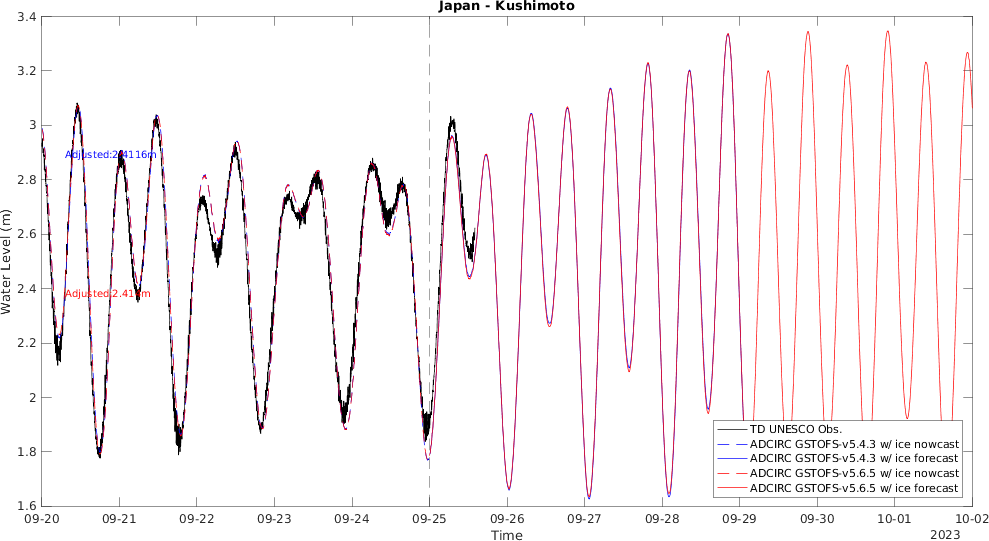 Japan - Kushimoto
3.4
3.2
3
2.8
2.6
2.4
2.2
2
1.8
1.6
Water Level (m)
Adjusted:2.4116m
Adjusted:2.414m
TD UNESCO Obs.
ADCIRC GSTOFS-v5.4.3 w/ ice nowcast
ADCIRC GSTOFS-v5.4.3 w/ ice forecast
ADCIRC GSTOFS-v5.6.5 w/ ice nowcast
ADCIRC GSTOFS-v5.6.5 w/ ice forecast
09-20 09-21 09-22 09-23 09-24 09-25 09-26 09-27 09-28 09-29 09-30 10-01 10-02
Time
2023